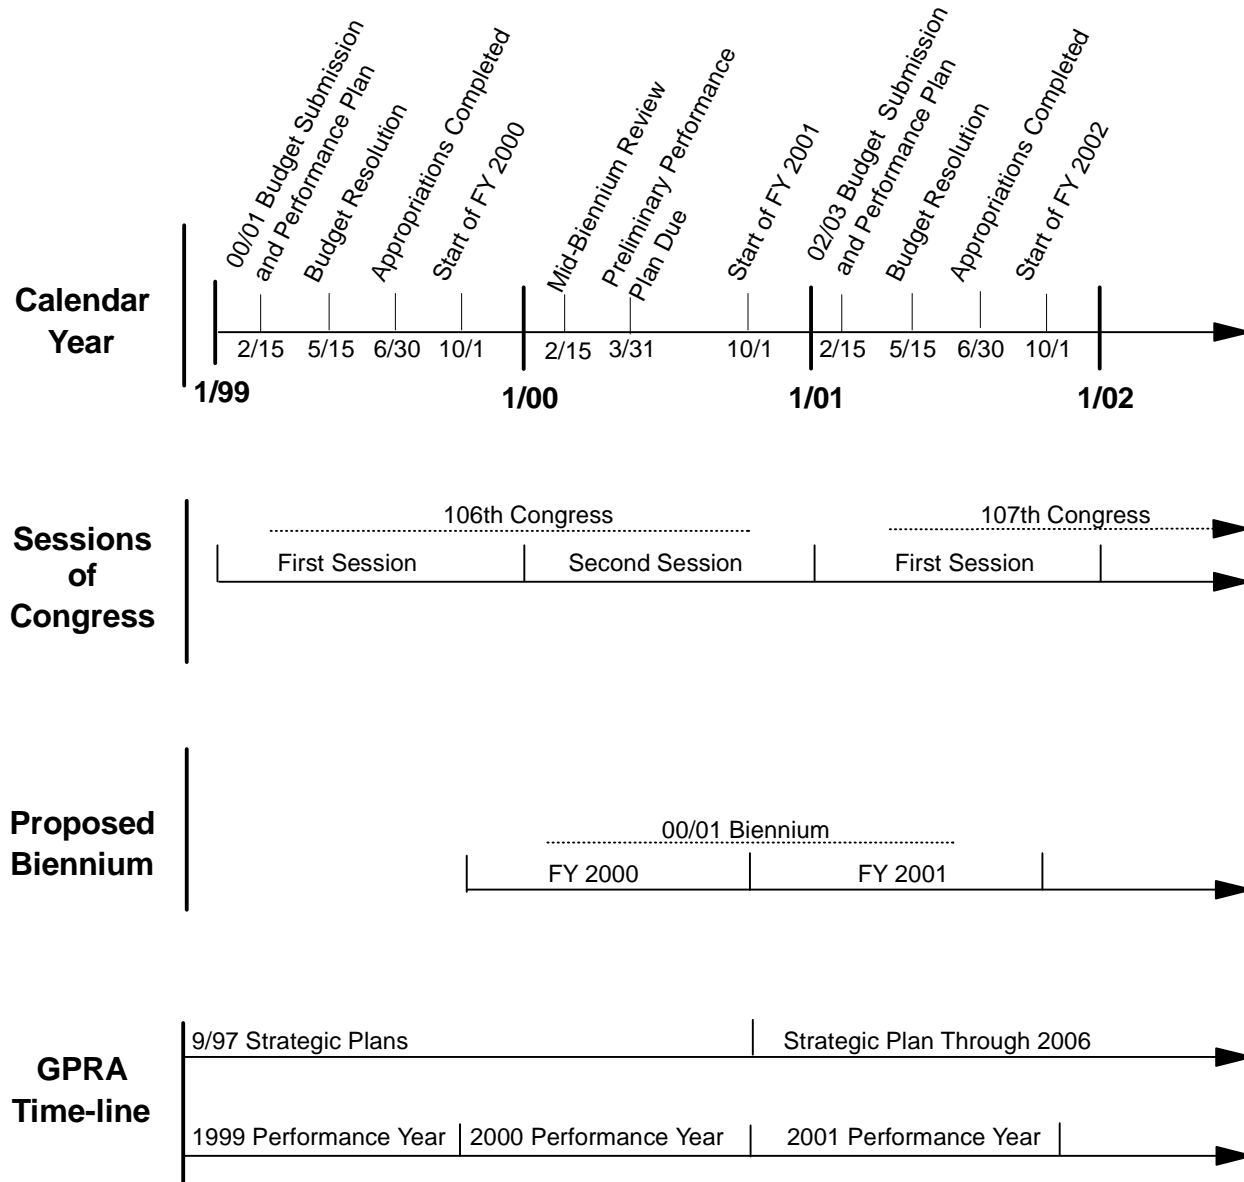 00/01 Budget Submission
and Performance Plan
Budget Resolution
Appropriations Completed
Start of FY 2000
Mid-Biennium Review
Preliminary Performance
Plan Due
Start of FY 2001
02/03 Budget Submission
and Performance Plan
Budget Resolution
Appropriations Completed
Start of FY 2002
Calendar
Year
2/15
5/15
6/30
10/1
2/15
3/31
10/1
2/15
5/15
6/30
10/1
1/99
1/00
1/01
1/02
Sessions
of
Congress
106th Congress
107th Congress
First Session
Second Session
First Session
Proposed
Biennium
00/01 Biennium
FY 2000
FY 2001
GPRA
Time-line
9/97 Strategic Plans
Strategic Plan Through 2006
1999 Performance Year
2000 Performance Year
2001 Performance Year